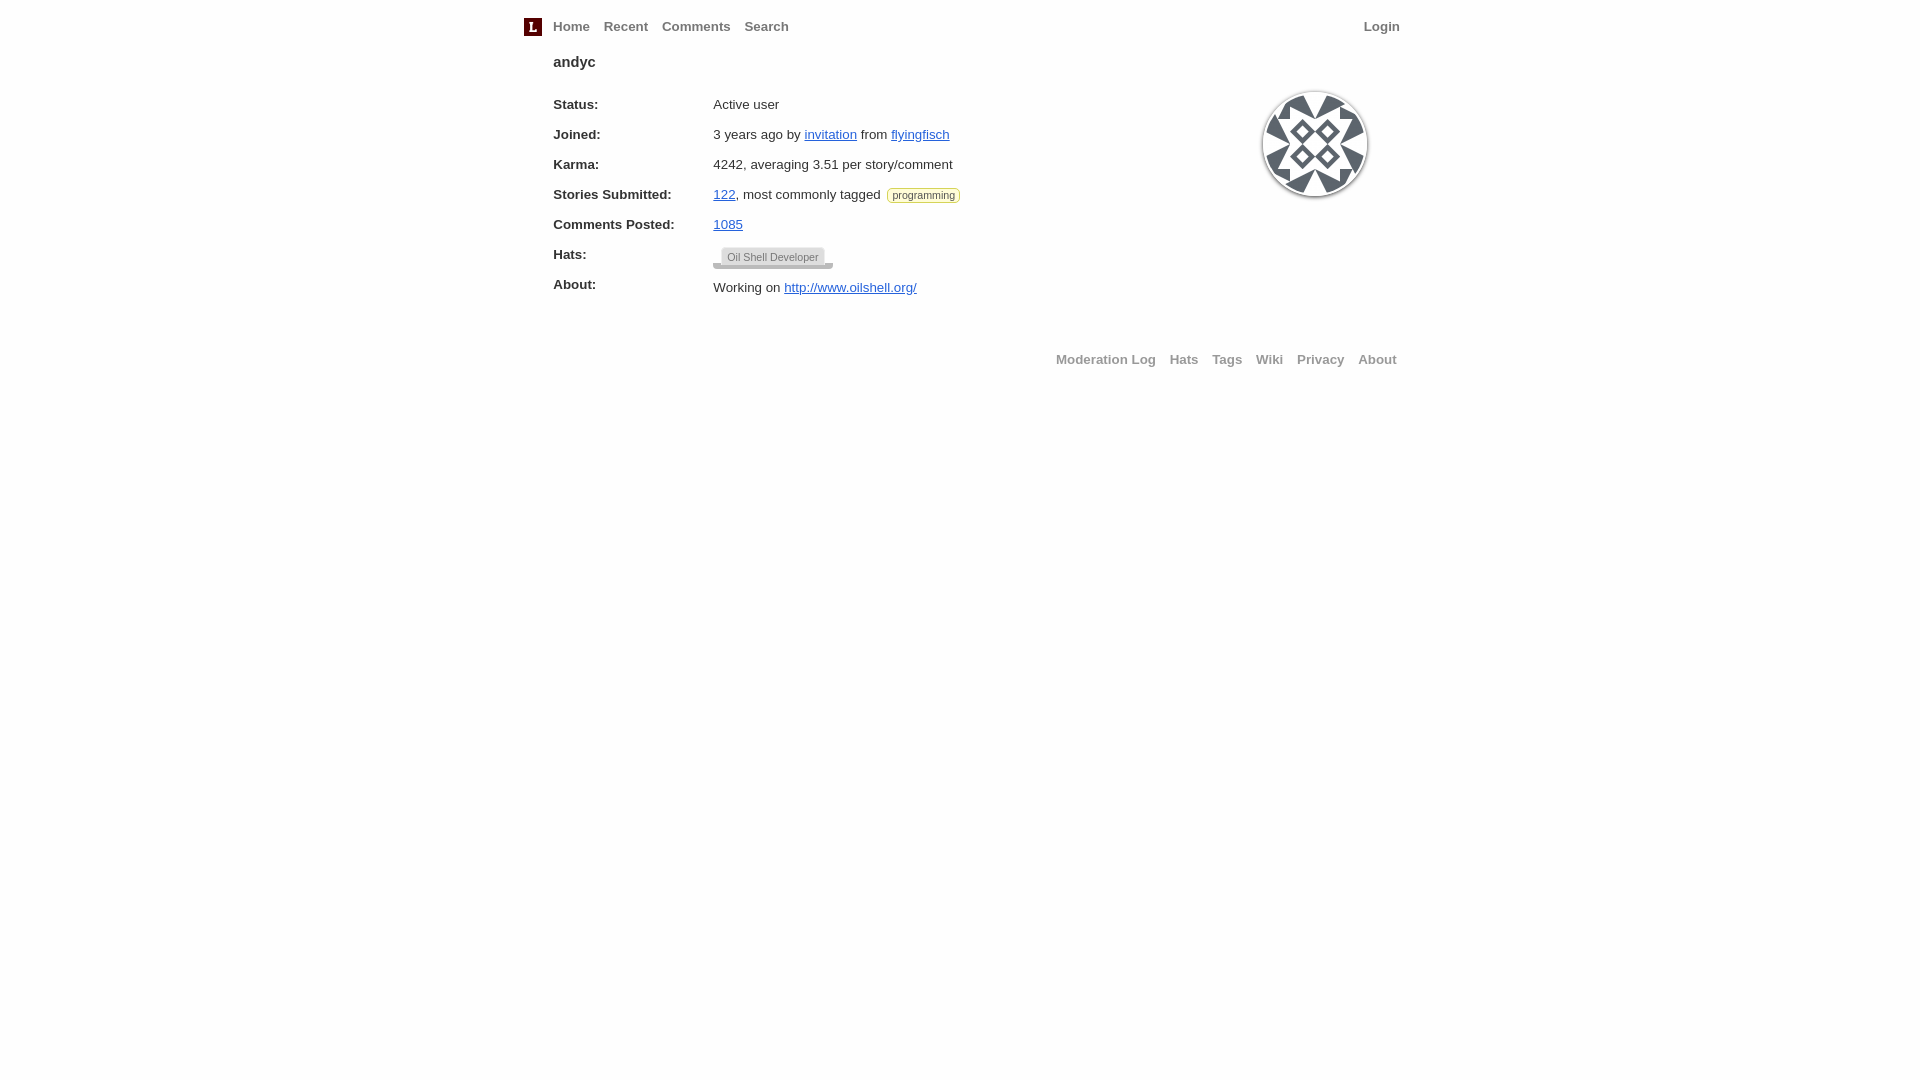 L Home Recent Comments Search Login
andyc
Status: Active user
Joined: 3 years ago by invitation from flyingfisch
Karma: 4242, averaging 3.51 per story/comment
Stories Submitted: 122, most commonly tagged programming
Comments Posted: 1085
Hats: Oil Shell Developer
About: Working on http://www.oilshell.org/
Moderation Log Hats Tags Wiki Privacy About